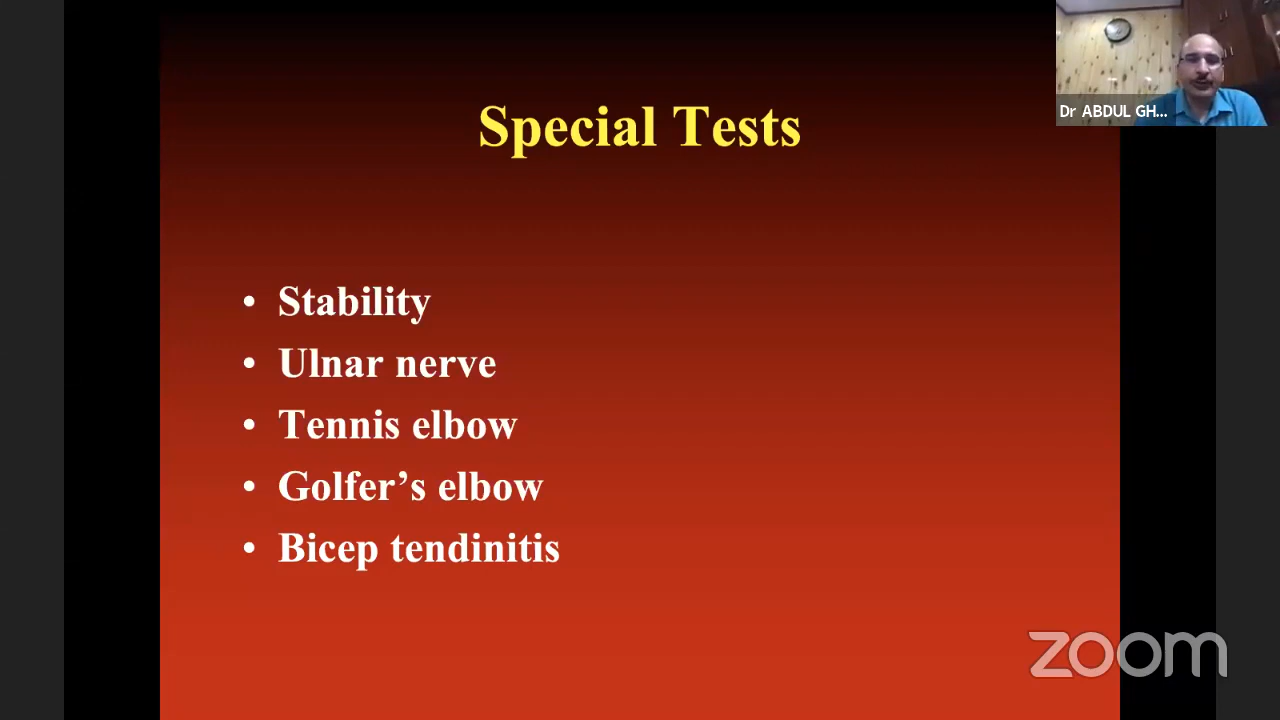 Dr ABDUL GH...
Special Tests
• Stability
• Ulnar nerve
• Tennis elbow
• Golfer’s elbow
• Bicep tendinitis
zoom